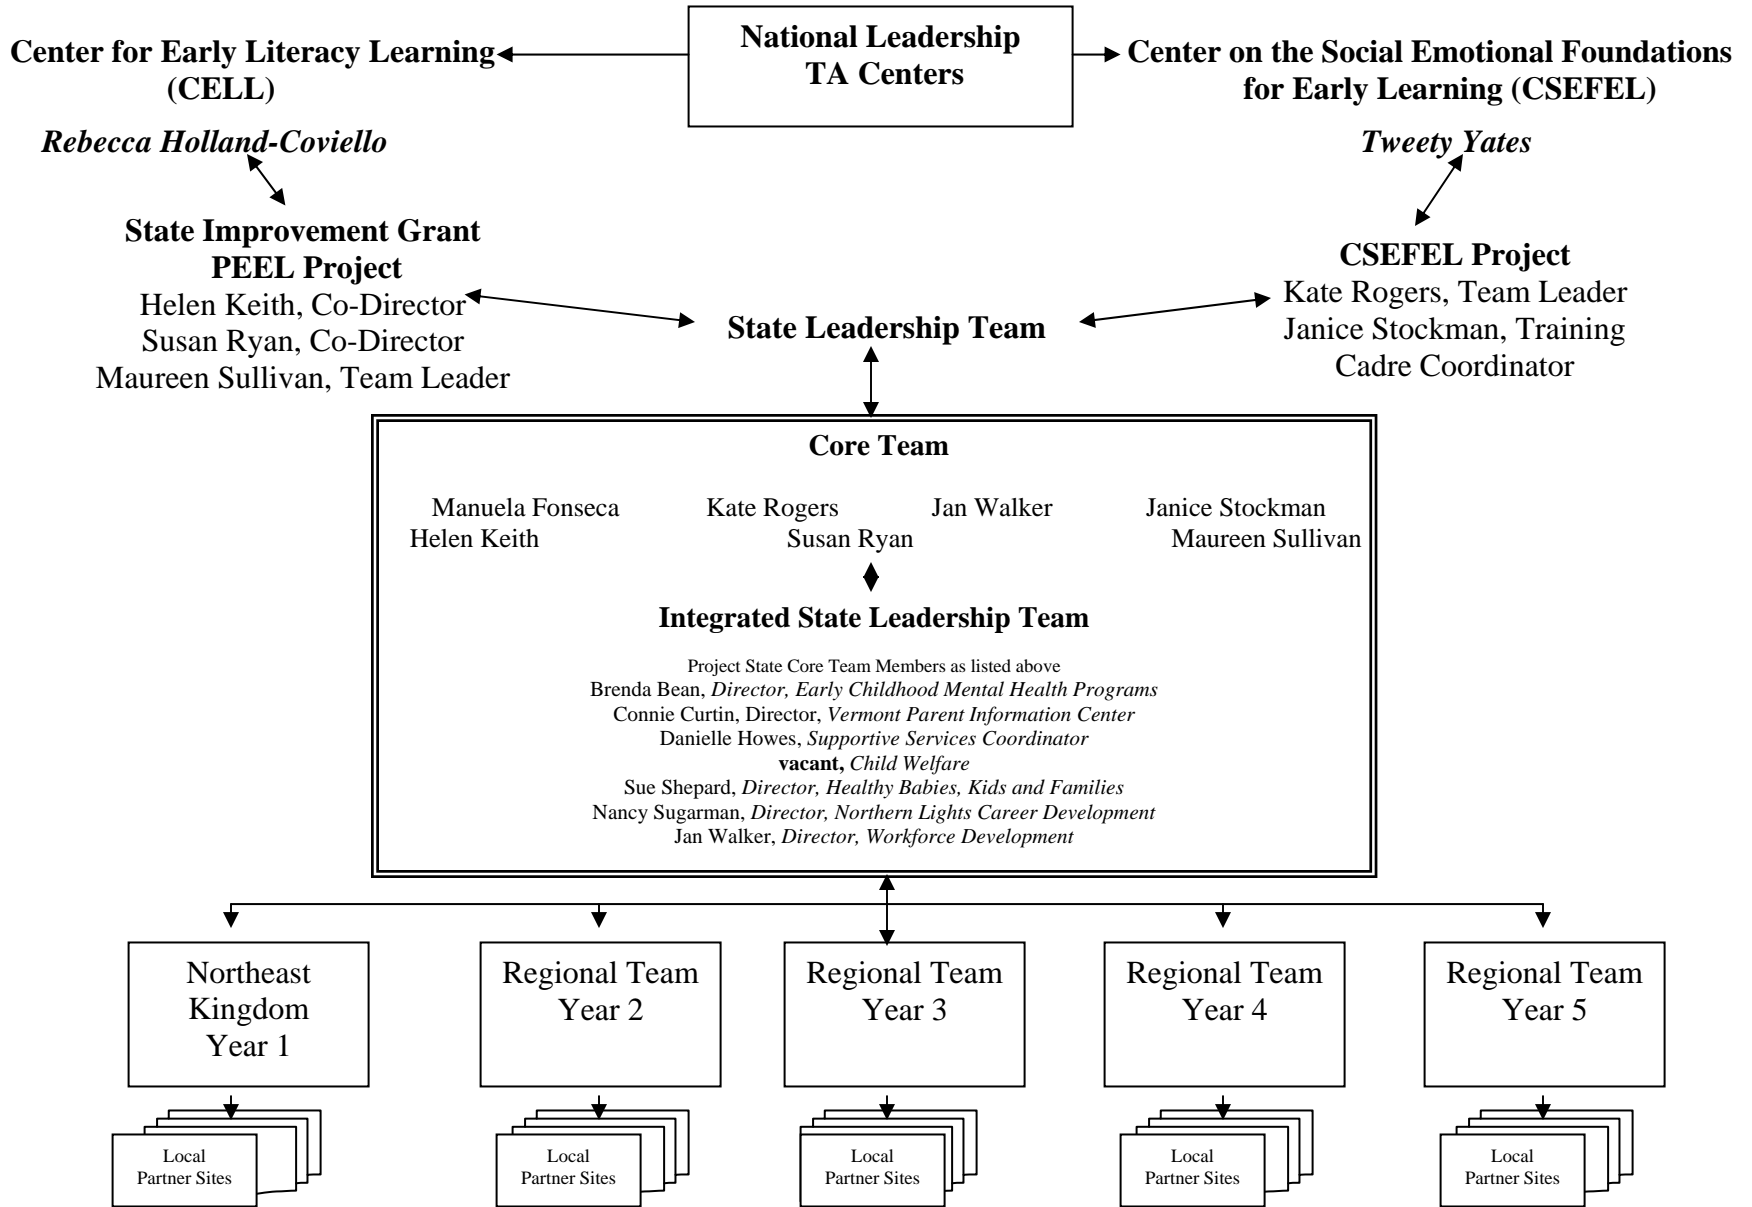 National Leadership
TA Centers
Center for Early Literacy Learning
(CELL)
Rebecca Holland-Coviello
Center on the Social Emotional Foundations
for Early Learning (CSEFEL)
Tweety Yates
State Improvement Grant
PEEL Project
Helen Keith, Co-Director
Susan Ryan, Co-Director
Maureen Sullivan, Team Leader
State Leadership Team
CSEFEL Project
Kate Rogers, Team Leader
Janice Stockman, Training
Cadre Coordinator
Core Team
Manuela Fonseca Kate Rogers Jan Walker Janice Stockman
Helen Keith Susan Ryan Maureen Sullivan
Integrated State Leadership Team
Project State Core Team Members as listed above
Brenda Bean, Director, Early Childhood Mental Health Programs
Connie Curtin, Director, Vermont Parent Information Center
Danielle Howes, Supportive Services Coordinator
vacant, Child Welfare
Sue Shepard, Director, Healthy Babies, Kids and Families
Nancy Sugarman, Director, Northern Lights Career Development
Jan Walker, Director, Workforce Development
Northeast
Kingdom
Year 1
Regional Team
Year 2
Regional Team
Year 3
Regional Team
Year 4
Regional Team
Year 5
Local
Partner Sites
Local
Partner Sites
Local
Partner Sites
Local
Partner Sites
Local
Partner Sites